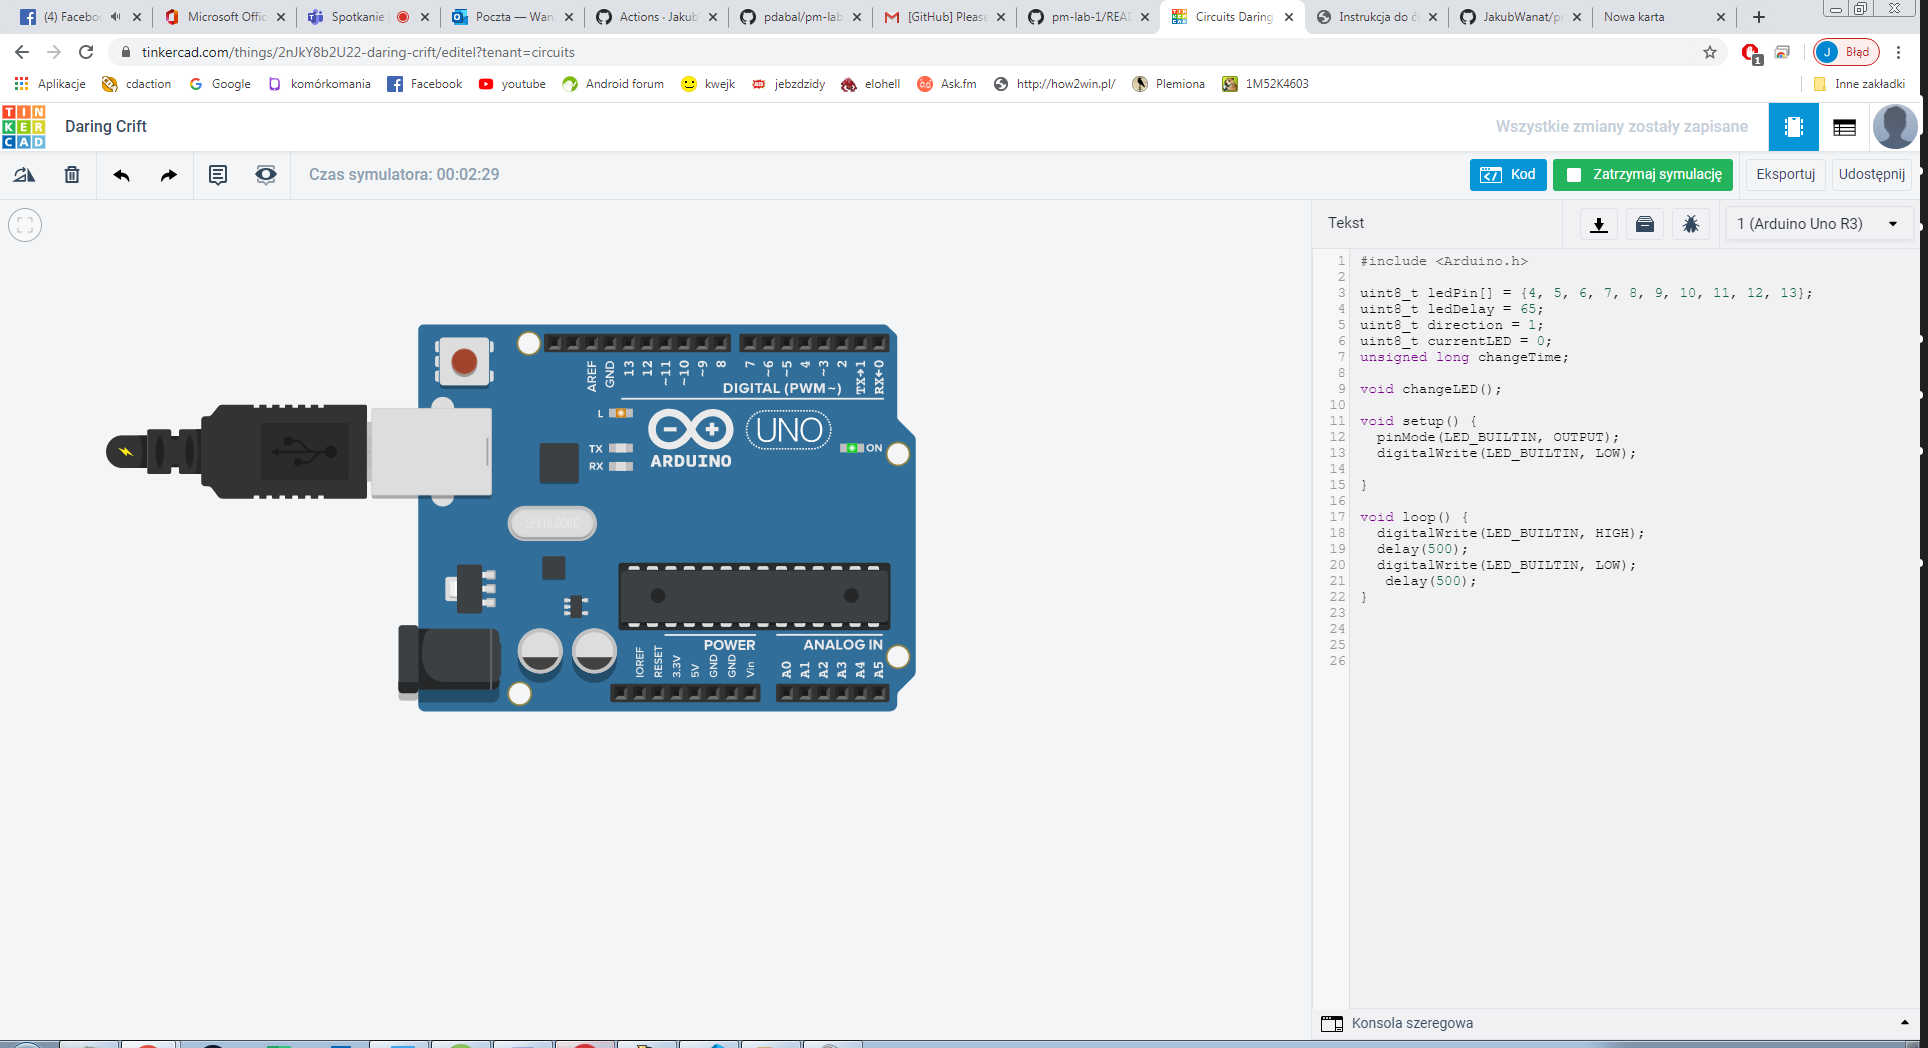 (4) Faceboo
Microsoft Offic
Spotkanie
Poczta — Wan
Actions · Jakub
pdabal/pm-lab
[GitHub] Please
pm-lab-1/REA
Circuits Daring
Instrukcja do ćw
JakubWanat/p
Nowa karta
tinkercad.com/things/2nJkY8b2U22-daring-crift/editel?tenant=circuits
1
J Błąd
Aplikacje
cdaction
Google
komórkomania
Facebook
youtube
Android forum
kwejk
jebzdzidy
elohell
Ask.fm
http://how2win.pl/
Plemiona
1M52K4603
Inne zakładki
TIN
KER
CAD
Daring Crift
Wszystkie zmiany zostały zapisane
Czas symulatora: 00:02:29
Kod
Zatrzymaj symulację
Eksportuj
Udostępnij
Tekst
1 (Arduino Uno R3)
AREF GND 13 12 ~11 ~10 ~9 8 7 ~6 ~5 4 ~3 2 TX→1 RX←0
DIGITAL (PWM~)
L
TX
RX
ARDUINO
UNO
ON
SPK16.000G
POWER
ANALOG IN
IOREF RESET 3.3V 5V GND GND Vin A0 A1 A2 A3 A4 A5
1 #include <Arduino.h>
2
3 uint8_t ledPin[] = {4, 5, 6, 7, 8, 9, 10, 11, 12, 13};
4 uint8_t ledDelay = 65;
5 uint8_t direction = 1;
6 uint8_t currentLED = 0;
7 unsigned long changeTime;
8
9 void changeLED();
10
11 void setup() {
12 pinMode(LED_BUILTIN, OUTPUT);
13 digitalWrite(LED_BUILTIN, LOW);
14
15 }
16
17 void loop() {
18 digitalWrite(LED_BUILTIN, HIGH);
19 delay(500);
20 digitalWrite(LED_BUILTIN, LOW);
21 delay(500);
22 }
23
24
25
26
Konsola szeregowa